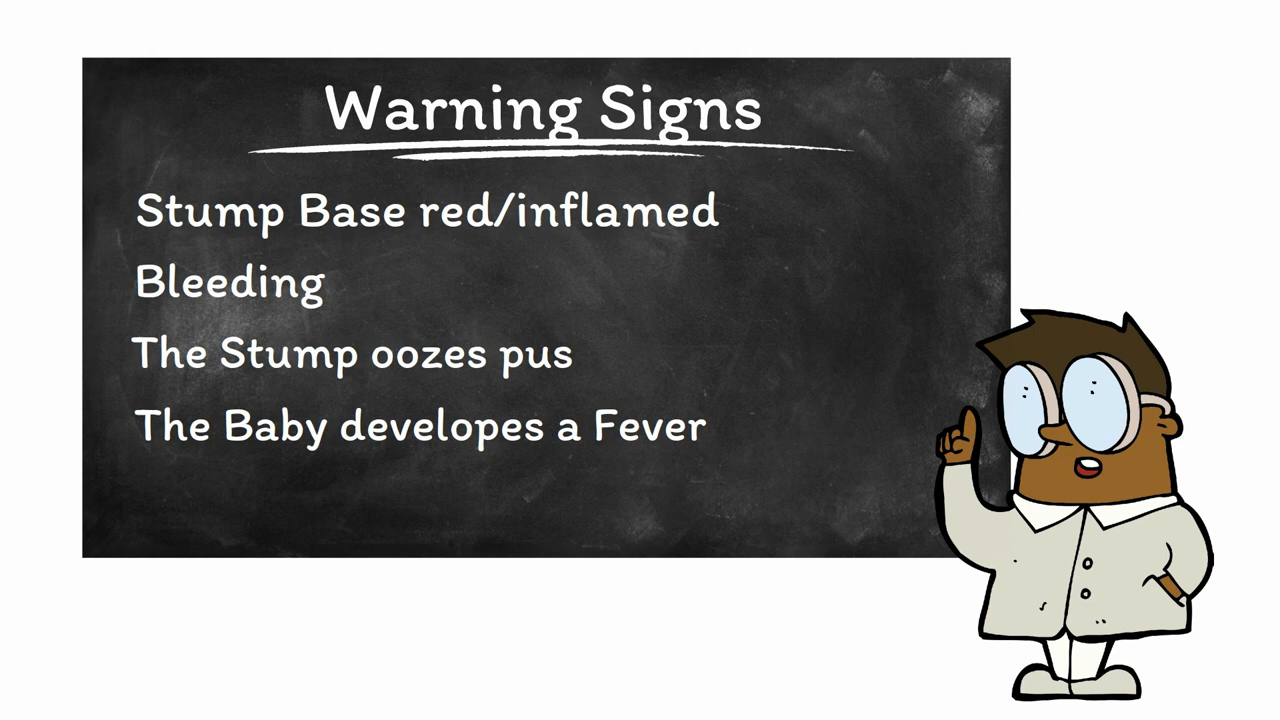 Warning Signs
Stump Base red/inflamed
Bleeding
The Stump oozes pus
The Baby developes a Fever